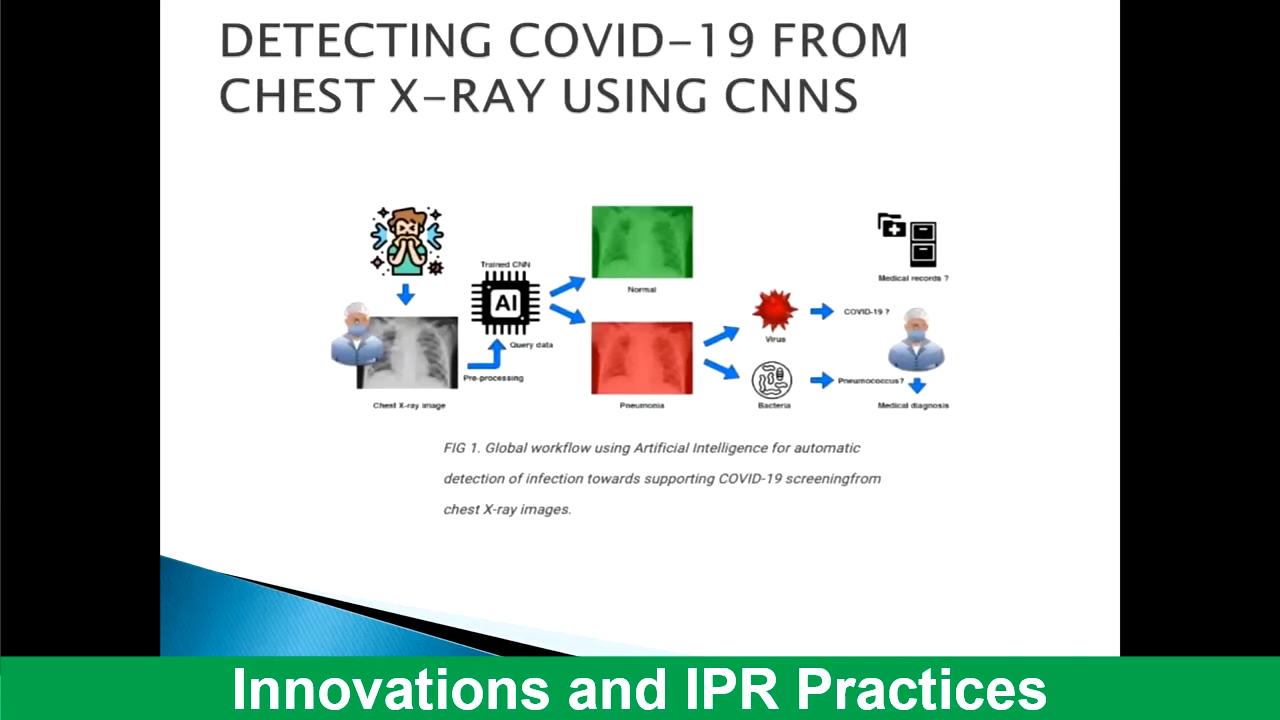 DETECTING COVID-19 FROM
CHEST X-RAY USING CNNS
Trained CNN
AI
Query data
Pre-processing
Chest X-ray image
Normal
Pneumonia
Virus
Bacteria
Medical records ?
COVID-19 ?
Pneumococcus?
Medical diagnosis
FIG 1. Global workflow using Artificial Intelligence for automatic
detection of infection towards supporting COVID-19 screeningfrom
chest X-ray images.
Innovations and IPR Practices